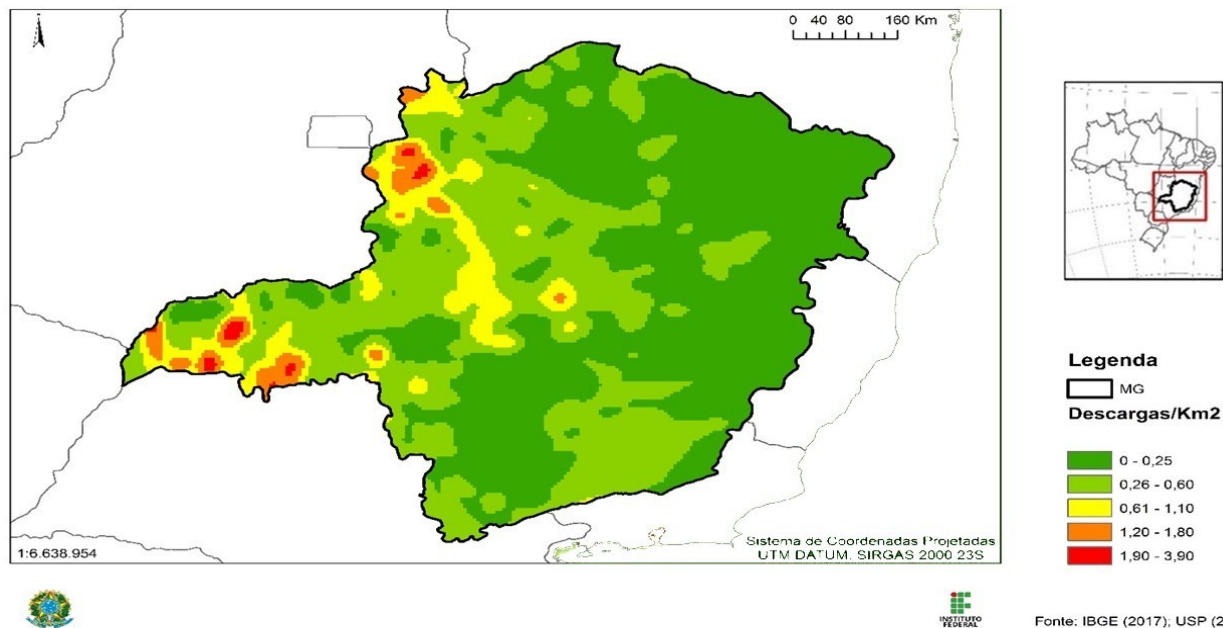 0 40 80 160 Km
1:6.638.954
Sistema de Coordenadas Projetadas
UTM DATUM. SIRGAS 2000 23S
Legenda
MG
Descargas/Km2
0 - 0,25
0,26 - 0,60
0,61 - 1,10
1,20 - 1,80
1,90 - 3,90
INSTITUTO
FEDERAL
Fonte: IBGE (2017); USP (2